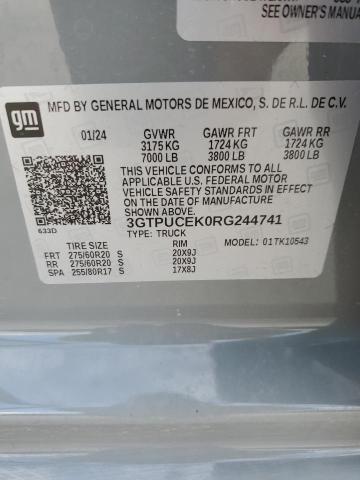 SEE OWNER'S MANUA
gm
MFD BY GENERAL MOTORS DE MEXICO, S. DE R.L. DE C.V.
01/24 GVWR GAWR FRT GAWR RR
3175 KG 1724 KG 1724 KG
7000 LB 3800 LB 3800 LB
THIS VEHICLE CONFORMS TO ALL
APPLICABLE U.S. FEDERAL MOTOR
VEHICLE SAFETY STANDARDS IN EFFECT
ON THE DATE OF MANUFACTURE
SHOWN ABOVE.
633D
3GTPUCEK0RG244741
TYPE: TRUCK
TIRE SIZE RIM MODEL: 01TK10543
FRT 275/60R20 S 20X9J
RR 275/60R20 S 20X9J
SPA 255/80R17 S 17X8J